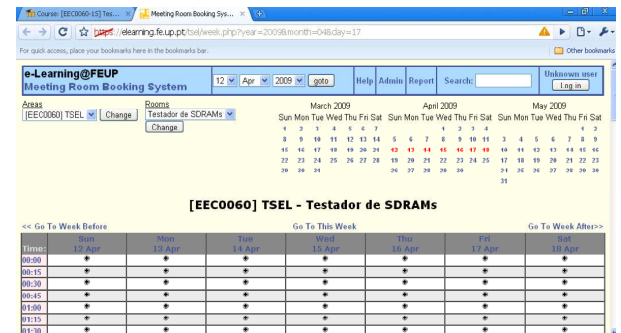 Course: [EEC0060-1S] Tes...
Meeting Room Booking Sys...
https://elearning.fe.up.pt/tsel/week.php?year=2009&month=04&day=17
For quick access, place your bookmarks here in the bookmarks bar.
Other bookmarks
e-Learning@FEUP
Meeting Room Booking System
12 Apr 2009 goto
Help Admin Report Search:
Unknown user
Log in
Areas
[EEC0060] TSEL Change
Rooms
Testador de SDRAMs
Change
March 2009 April 2009 May 2009
Sun Mon Tue Wed Thu Fri Sat Sun Mon Tue Wed Thu Fri Sat Sun Mon Tue Wed Thu Fri Sat
1 2 3 4 5 6 7 1 2 3 4 1 2
8 9 10 11 12 13 14 5 6 7 8 9 10 11 3 4 5 6 7 8 9
15 16 17 18 19 20 21 12 13 14 15 16 17 18 10 11 12 13 14 15 16
22 23 24 25 26 27 28 19 20 21 22 23 24 25 17 18 19 20 21 22 23
29 30 31 26 27 28 29 30 24 25 26 27 28 29 30
31
[EEC0060] TSEL - Testador de SDRAMs
<< Go To Week Before Go To This Week Go To Week After>>
Time: Sun 12 Apr Mon 13 Apr Tue 14 Apr Wed 15 Apr Thu 16 Apr Fri 17 Apr Sat 18 Apr
00:00
00:15
00:30
00:45
01:00
01:15
01:30